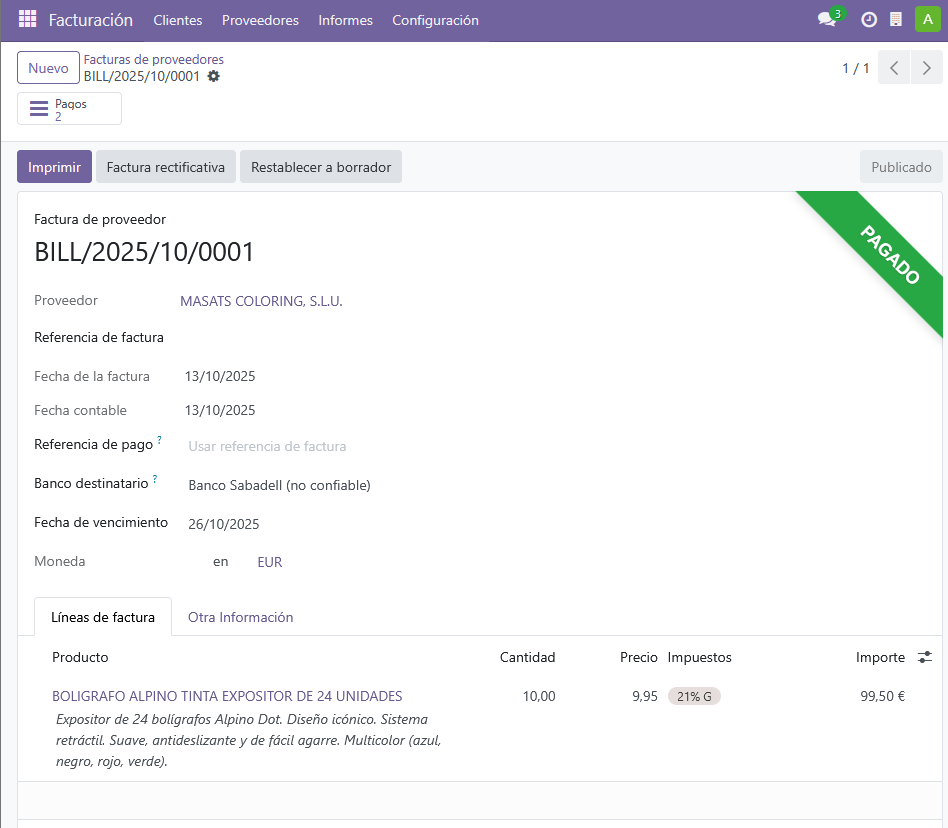 Facturación Clientes Proveedores Informes Configuración 3 A
Nuevo Facturas de proveedores
BILL/2025/10/0001
1 / 1
Pagos
2
Imprimir Factura rectificativa Restablecer a borrador Publicado
PAGADO
Factura de proveedor
BILL/2025/10/0001
Proveedor MASATS COLORING, S.L.U.
Referencia de factura
Fecha de la factura 13/10/2025
Fecha contable 13/10/2025
Referencia de pago ? Usar referencia de factura
Banco destinatario ? Banco Sabadell (no confiable)
Fecha de vencimiento 26/10/2025
Moneda en EUR
Líneas de factura Otra Información
Producto Cantidad Precio Impuestos Importe
BOLIGRAFO ALPINO TINTA EXPOSITOR DE 24 UNIDADES 10,00 9,95 21% G 99,50 €
Expositor de 24 bolígrafos Alpino Dot. Diseño icónico. Sistema
retráctil. Suave, antideslizante y de fácil agarre. Multicolor (azul,
negro, rojo, verde).